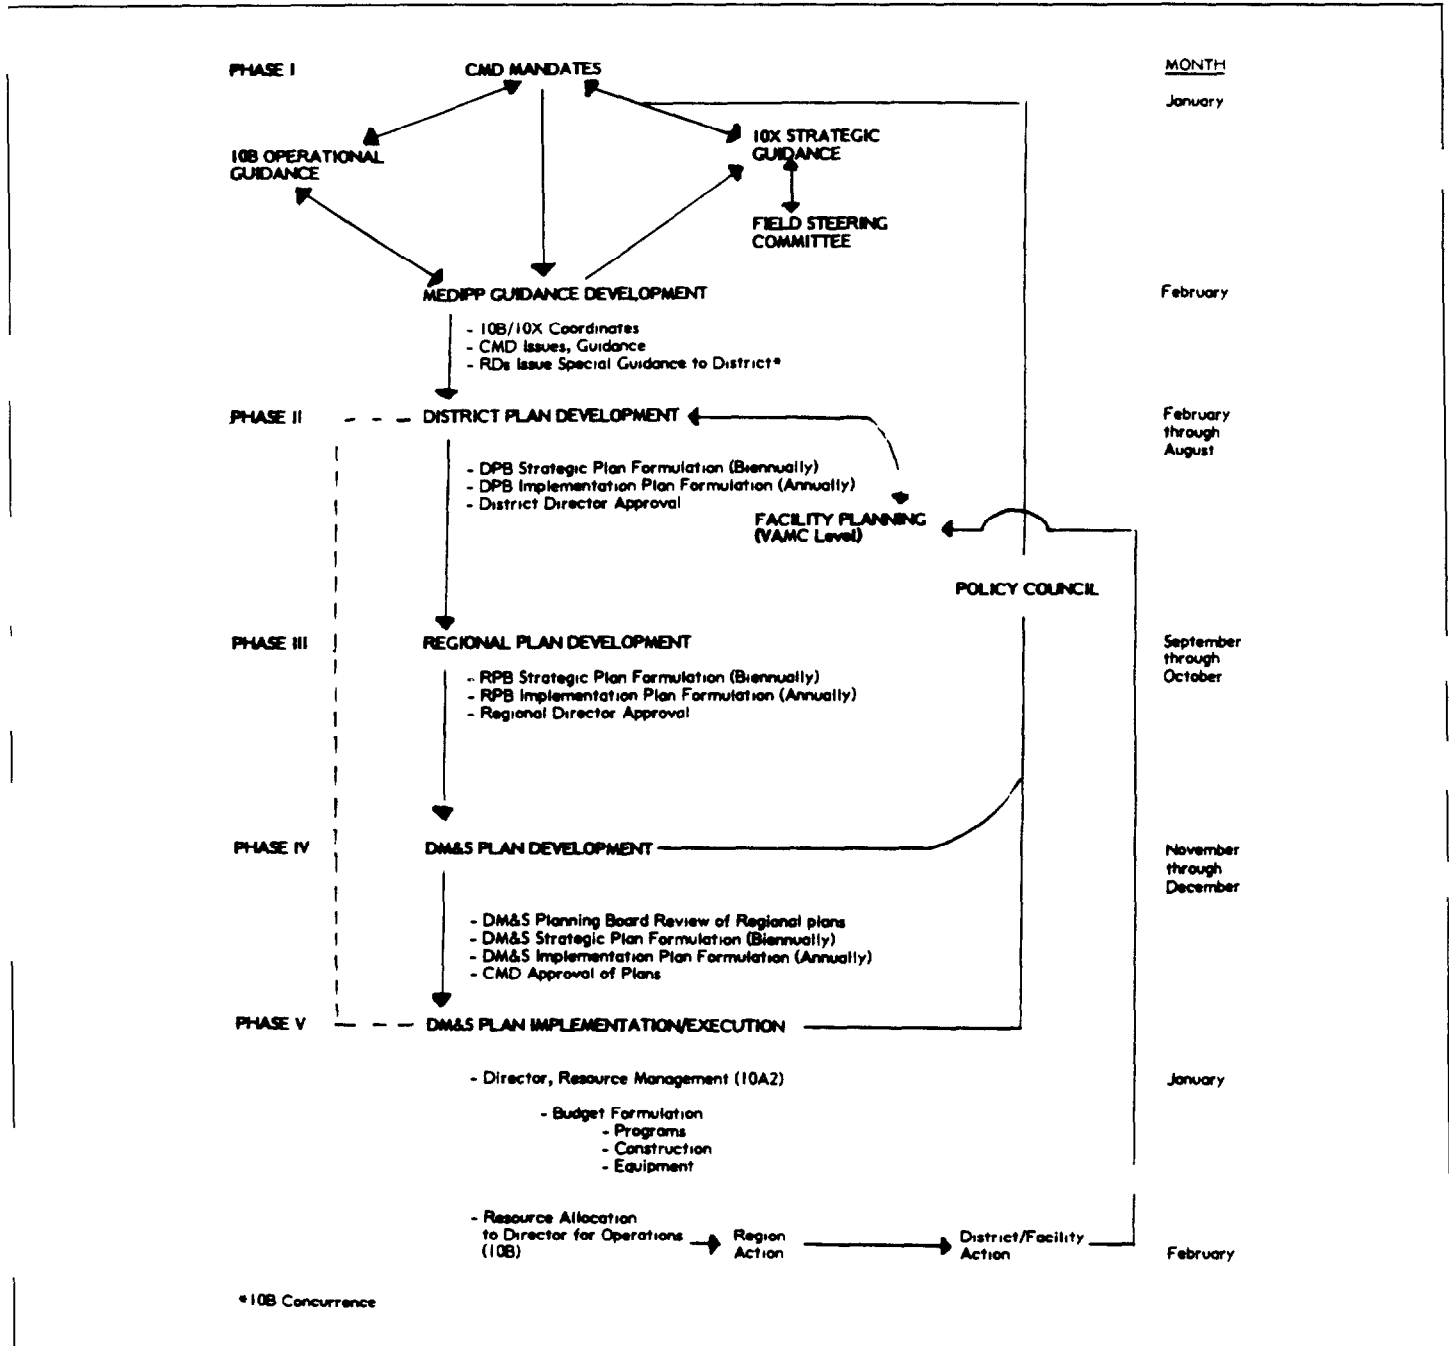 PHASE I
CMD MANDATES
MONTH
January
10B OPERATIONAL
GUIDANCE
10X STRATEGIC
GUIDANCE
FIELD STEERING
COMMITTEE
MEDIPP GUIDANCE DEVELOPMENT
February
- 10B/10X Coordinates
- CMD Issues, Guidance
- RDs Issue Special Guidance to District*
PHASE II
DISTRICT PLAN DEVELOPMENT
February
through
August
- DPB Strategic Plan Formulation (Biennually)
- DPB Implementation Plan Formulation (Annually)
- District Director Approval
FACILITY PLANNING
(VAMC Level)
POLICY COUNCIL
PHASE III
REGIONAL PLAN DEVELOPMENT
September
through
October
- RPB Strategic Plan Formulation (Biennually)
- RPB Implementation Plan Formulation (Annually)
- Regional Director Approval
PHASE IV
DM&S PLAN DEVELOPMENT
November
through
December
- DM&S Planning Board Review of Regional plans
- DM&S Strategic Plan Formulation (Biennually)
- DM&S Implementation Plan Formulation (Annually)
- CMD Approval of Plans
PHASE V
DM&S PLAN IMPLEMENTATION/EXECUTION
- Director, Resource Management (10A2)
January
- Budget Formulation
- Programs
- Construction
- Equipment
- Resource Allocation
to Director for Operations
(10B)
Region
Action
District/Facility
Action
February
*10B Concurrence